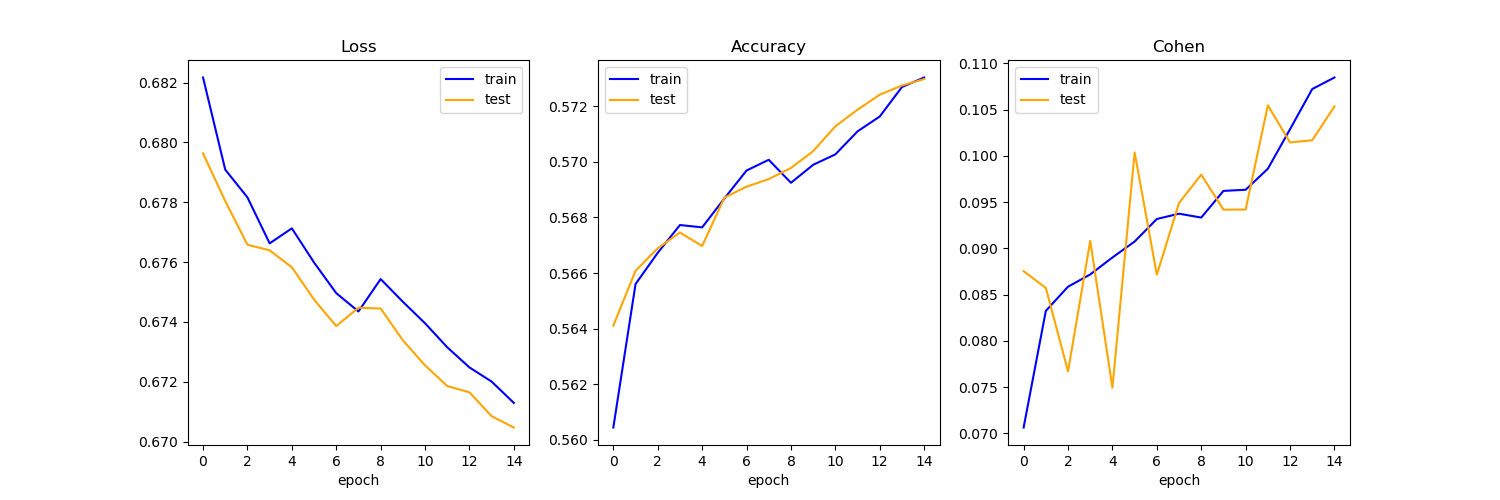 Loss
0.682
0.680
0.678
0.676
0.674
0.672
0.670
train
test
0 2 4 6 8 10 12 14
epoch
Accuracy
0.572
0.570
0.568
0.566
0.564
0.562
0.560
train
test
0 2 4 6 8 10 12 14
epoch
Cohen
0.110
0.105
0.100
0.095
0.090
0.085
0.080
0.075
0.070
train
test
0 2 4 6 8 10 12 14
epoch